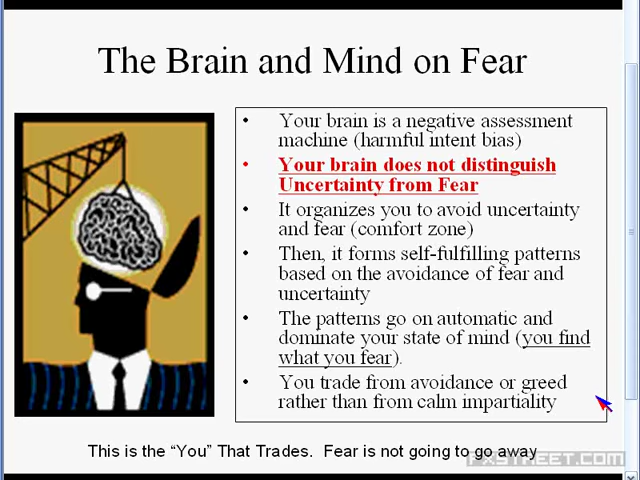 The Brain and Mind on Fear
• Your brain is a negative assessment
machine (harmful intent bias)
• Your brain does not distinguish
Uncertainty from Fear
• It organizes you to avoid uncertainty
and fear (comfort zone)
• Then, it forms self-fulfilling patterns
based on the avoidance of fear and
uncertainty
• The patterns go on automatic and
dominate your state of mind (you find
what you fear).
• You trade from avoidance or greed
rather than from calm impartiality
This is the “You” That Trades. Fear is not going to go away
FXSTREET.COM